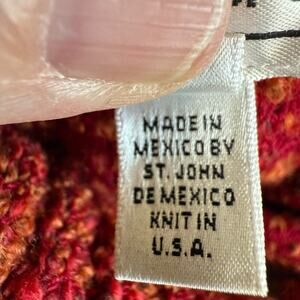 MADE IN
MEXICO BY
ST. JOHN
DE MEXICO
KNIT IN
U.S.A.